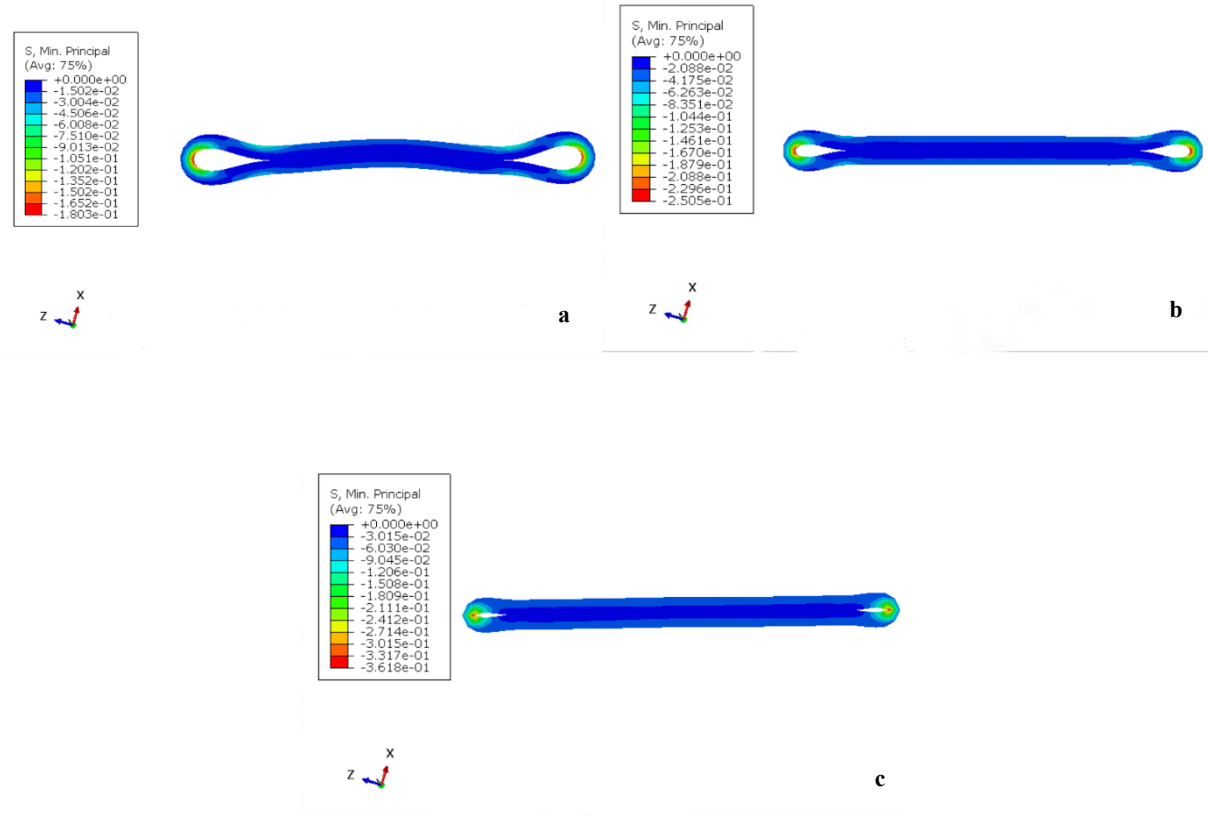 S, Min. Principal
(Avg: 75%)
+0.000e+00
-1.502e-02
-3.004e-02
-4.506e-02
-6.008e-02
-7.510e-02
-9.013e-02
-1.051e-01
-1.202e-01
-1.352e-01
-1.502e-01
-1.652e-01
-1.803e-01
X
Z
a
S, Min. Principal
(Avg: 75%)
+0.000e+00
-2.088e-02
-4.175e-02
-6.263e-02
-8.351e-02
-1.044e-01
-1.253e-01
-1.461e-01
-1.670e-01
-1.879e-01
-2.088e-01
-2.296e-01
-2.505e-01
X
Z
b
S, Min. Principal
(Avg: 75%)
+0.000e+00
-3.015e-02
-6.030e-02
-9.045e-02
-1.206e-01
-1.508e-01
-1.809e-01
-2.111e-01
-2.412e-01
-2.714e-01
-3.015e-01
-3.317e-01
-3.618e-01
X
Z
c